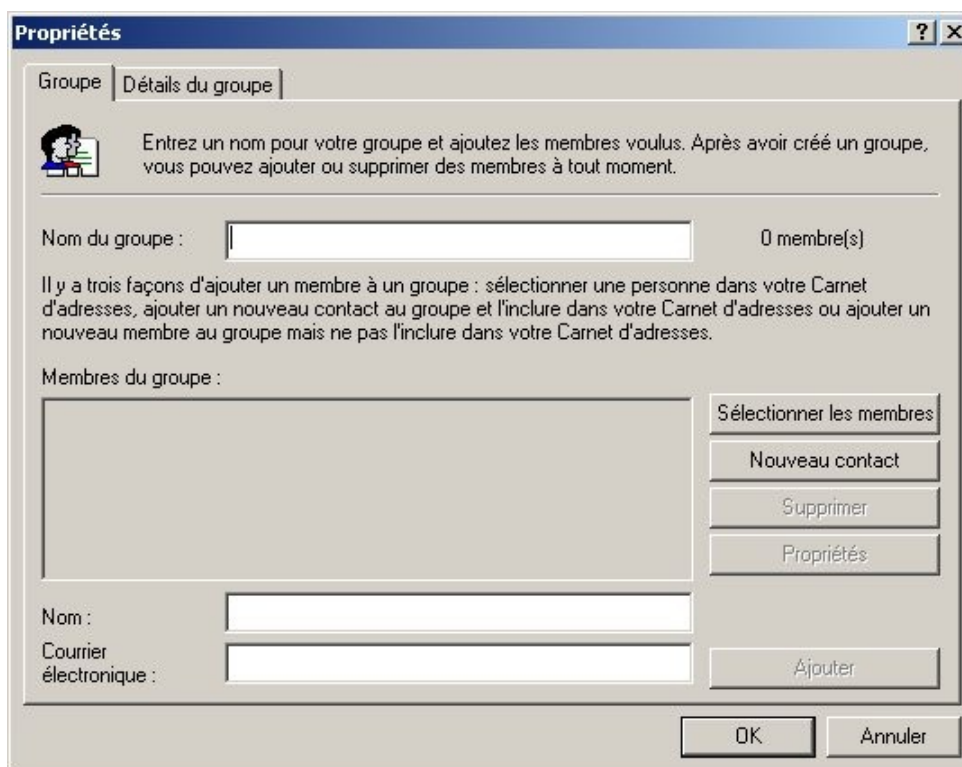 Propriétés
Groupe
Détails du groupe
Entrez un nom pour votre groupe et ajoutez les membres voulus. Après avoir créé un groupe,
vous pouvez ajouter ou supprimer des membres à tout moment.
Nom du groupe :
0 membre(s)
Il y a trois façons d'ajouter un membre à un groupe : sélectionner une personne dans votre Carnet
d'adresses, ajouter un nouveau contact au groupe et l'inclure dans votre Carnet d'adresses ou ajouter un
nouveau membre au groupe mais ne pas l'inclure dans votre Carnet d'adresses.
Membres du groupe :
Sélectionner les membres
Nouveau contact
Supprimer
Propriétés
Nom :
Courrier
électronique :
Ajouter
OK
Annuler